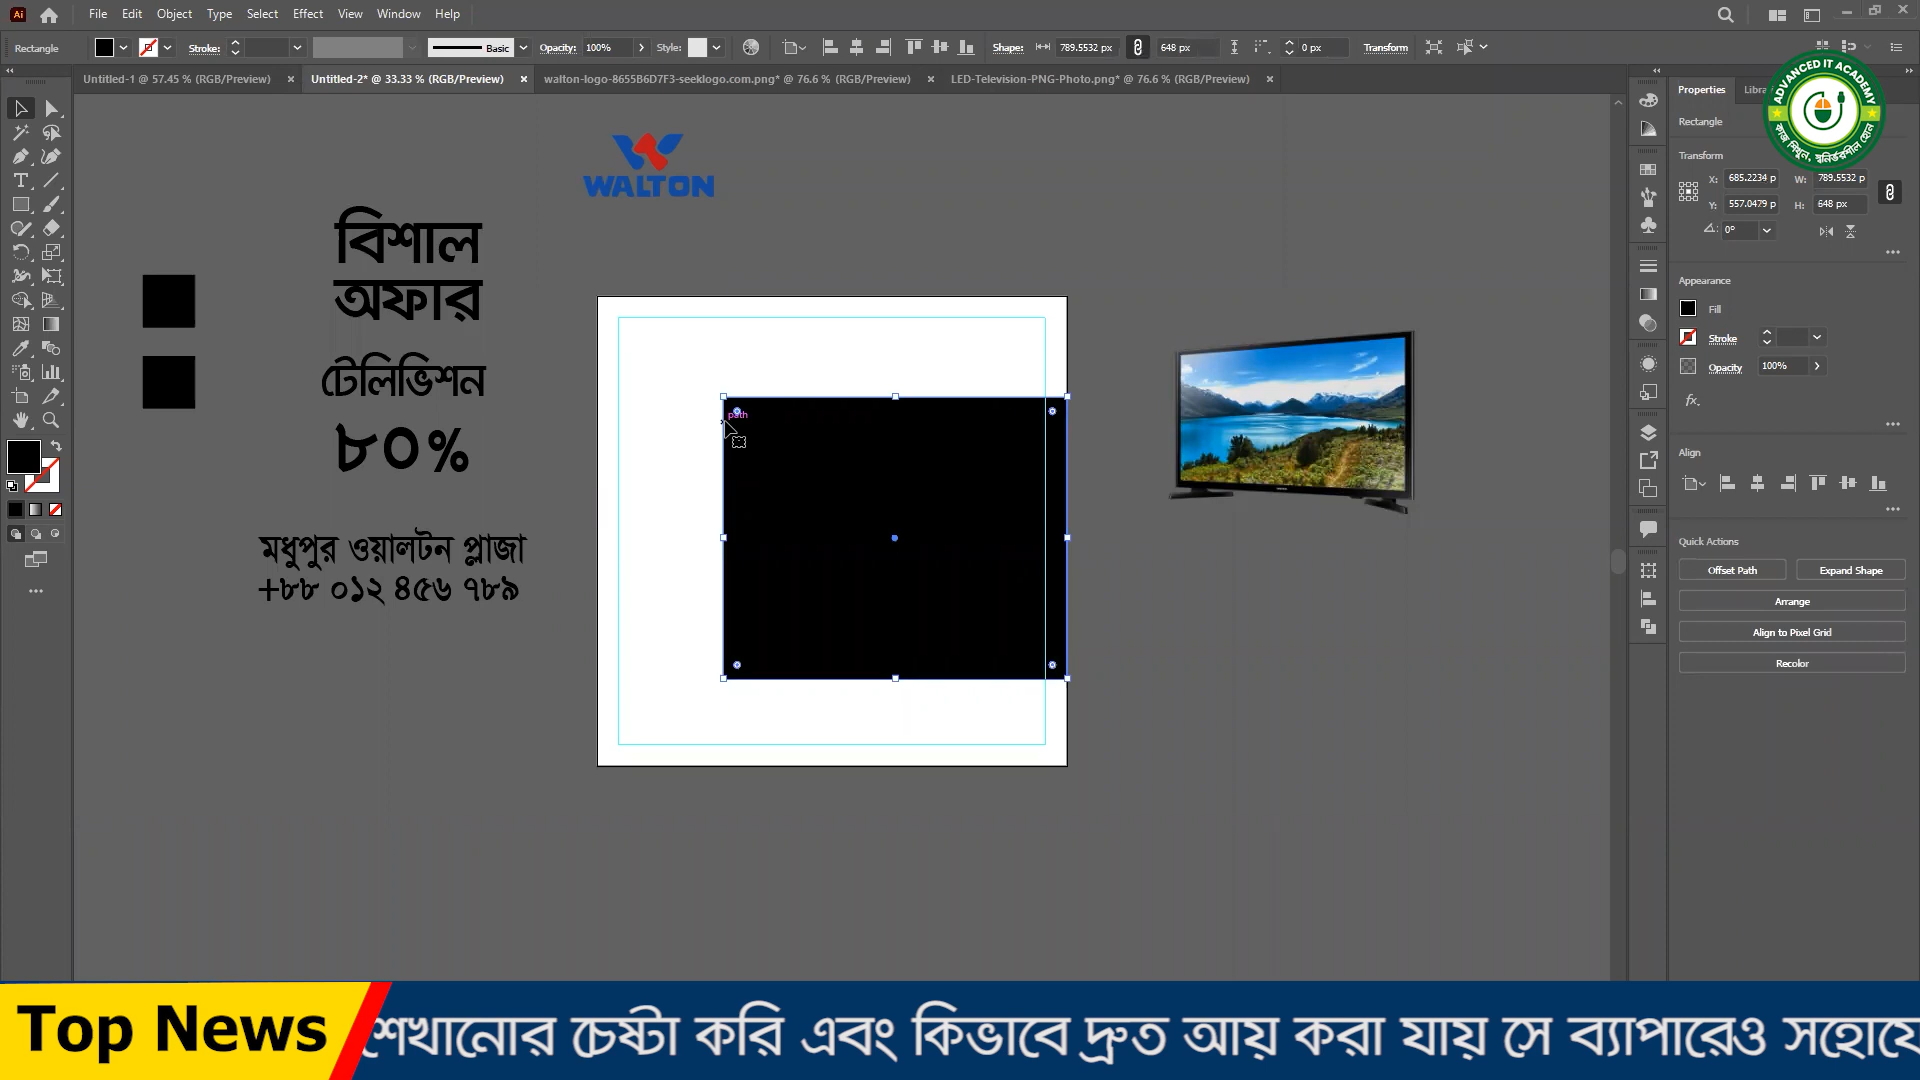 File Edit Object Type Select Effect View Window Help
Rectangle Stroke: Basic Opacity: 100% Style: Shape: 789.5532 px 648 px 0 px Transform
Untitled-1 @ 57.45 % (RGB/Preview) Untitled-2* @ 33.33 % (RGB/Preview) walton-logo-8655B6D7F3-seeklogo.com.png* @ 76.6 % (RGB/Preview) LED-Television-PNG-Photo.png* @ 76.6 % (RGB/Preview)
ADVANCED IT ACADEMY
কাজ শিখুন, স্বনির্ভরশীল হোন
WALTON
বিশাল
অফার
টেলিভিশন
৮০%
মধুপুর ওয়ালটন প্লাজা
+৮৮ ০১২ ৪৫৬ ৭৮৯
path
Properties
Rectangle
Transform
X: 685.2234 p W: 789.5532 p
Y: 557.0479 p H: 648 px
0°
Appearance
Fill
Stroke
Opacity 100%
fx.
Align
Quick Actions
Offset Path Expand Shape
Arrange
Align to Pixel Grid
Recolor
Top News শেখানোর চেষ্টা করি এবং কিভাবে দ্রুত আয় করা যায় সে ব্যাপারেও